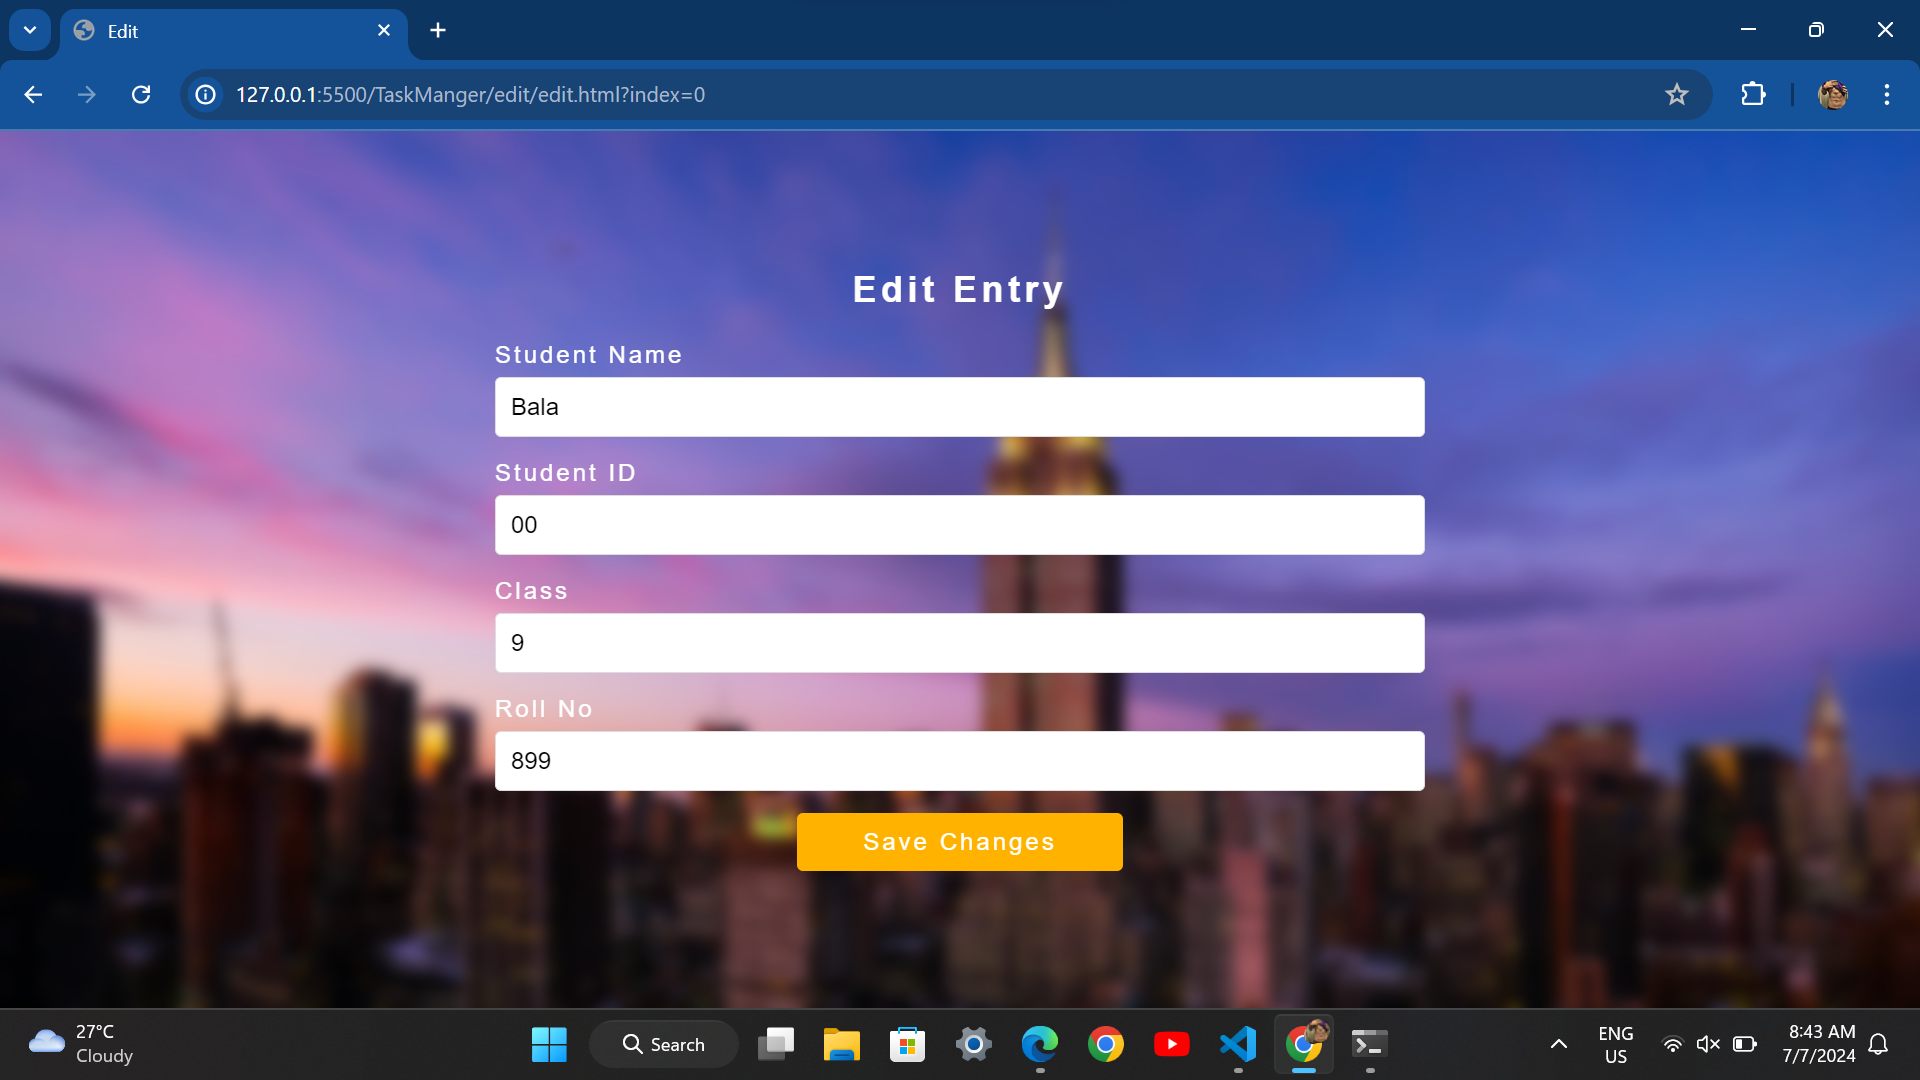 Edit
127.0.0.1:5500/TaskManger/edit/edit.html?index=0
Edit Entry
Student Name
Bala
Student ID
00
Class
9
Roll No
899
Save Changes
27°C
Cloudy
Search
ENG
US
8:43 AM
7/7/2024